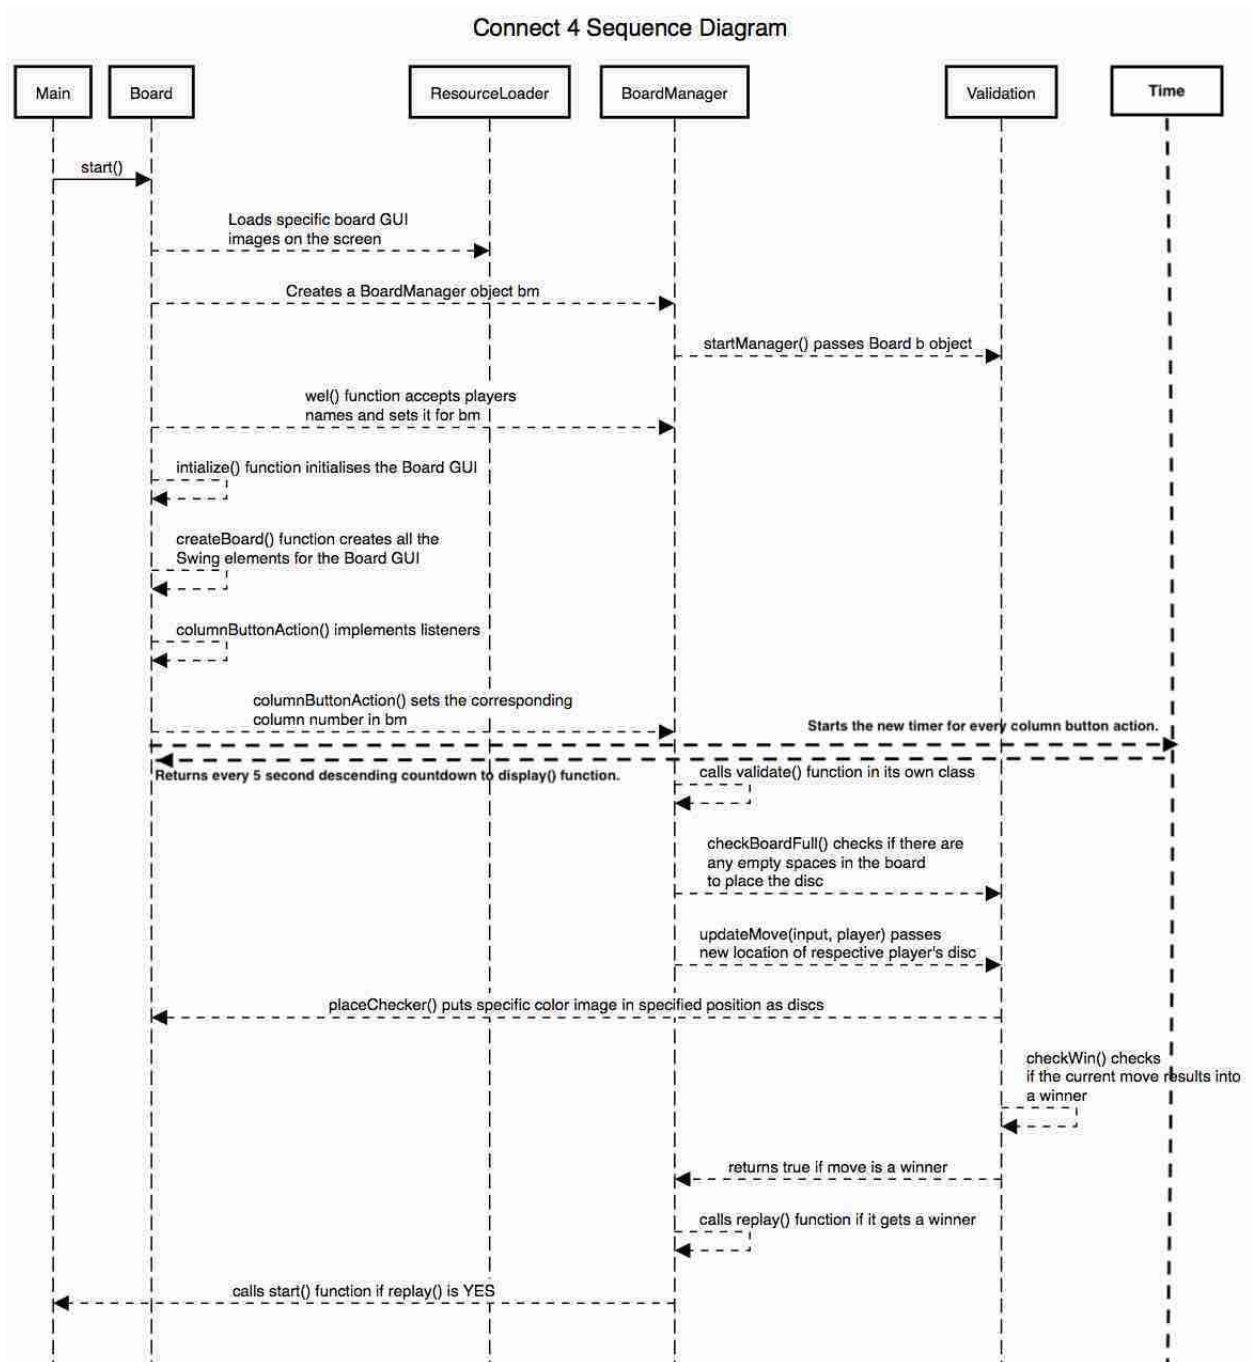 Connect 4 Sequence Diagram
Main
Board
ResourceLoader
BoardManager
Validation
Time
start()
Loads specific board GUI
images on the screen
Creates a BoardManager object bm
startManager() passes Board b object
wel() function accepts players
names and sets it for bm
intialize() function initialises the Board GUI
createBoard() function creates all the
Swing elements for the Board GUI
columnButtonAction() implements listeners
columnButtonAction() sets the corresponding
column number in bm
Starts the new timer for every column button action.
Returns every 5 second descending countdown to display() function.
calls validate() function in its own class
checkBoardFull() checks if there are
any empty spaces in the board
to place the disc
updateMove(input, player) passes
new location of respective player's disc
placeChecker() puts specific color image in specified position as discs
checkWin() checks
if the current move results into
a winner
returns true if move is a winner
calls replay() function if it gets a winner
calls start() function if replay() is YES